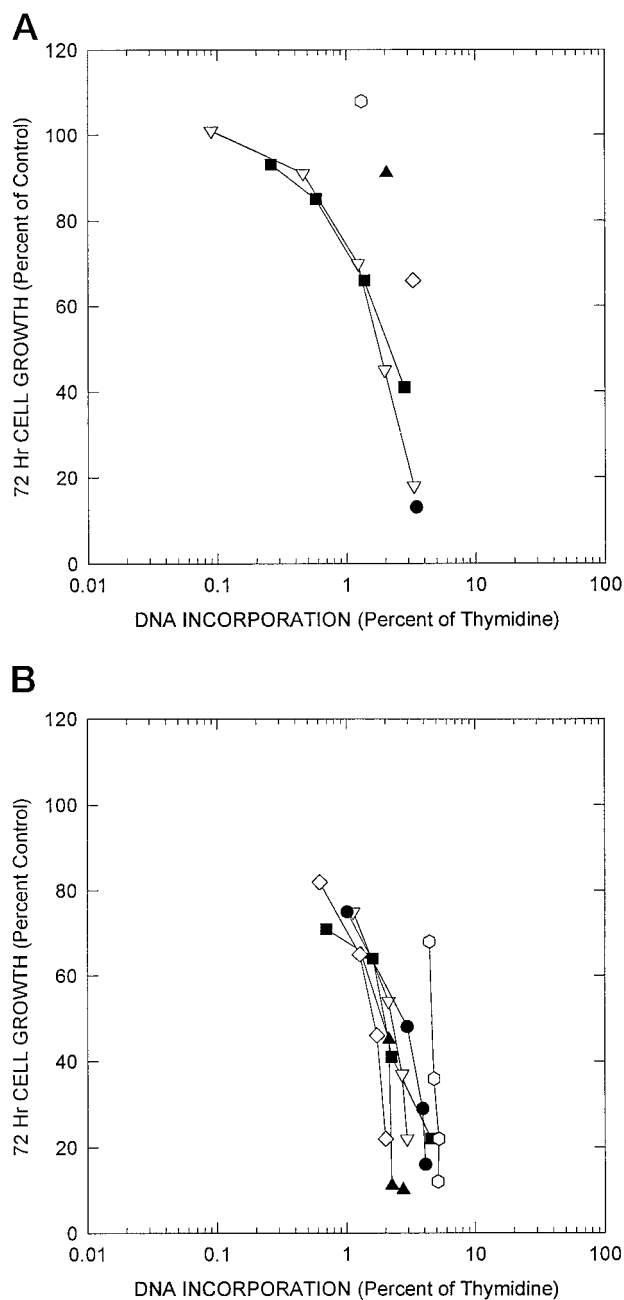 A
120
100
80
60
40
20
0
72 Hr CELL GROWTH (Percent of Control)
0.01 0.1 1 10 100
DNA INCORPORATION (Percent of Thymidine)
B
120
100
80
60
40
20
0
72 Hr CELL GROWTH (Percent Control)
0.01 0.1 1 10 100
DNA INCORPORATION (Percent of Thymidine)